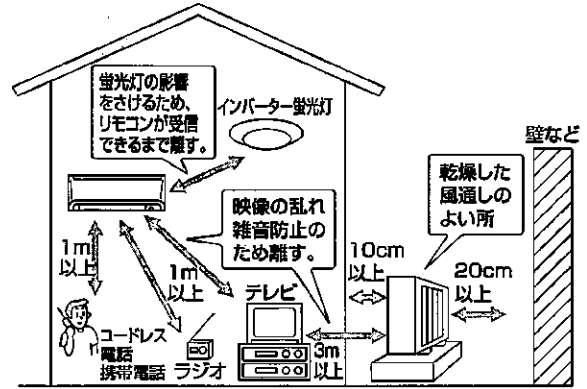 蛍光灯の影響
をさけるため、
リモコンが受信
できるまで離す。
インバーター蛍光灯
壁など
乾燥した
風通しの
よい所
映像の乱れ
雑音防止の
ため離す。
1m
以上
1m
以上
テレビ
10cm
以上
20cm
以上
コードレス
電話
携帯電話
ラジオ
3m
以上